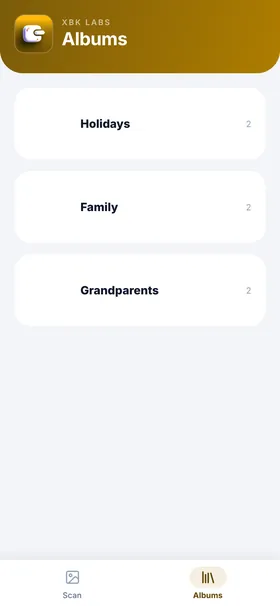 XBK LABS
Albums
Holidays
2
Family
2
Grandparents
2
Scan
Albums